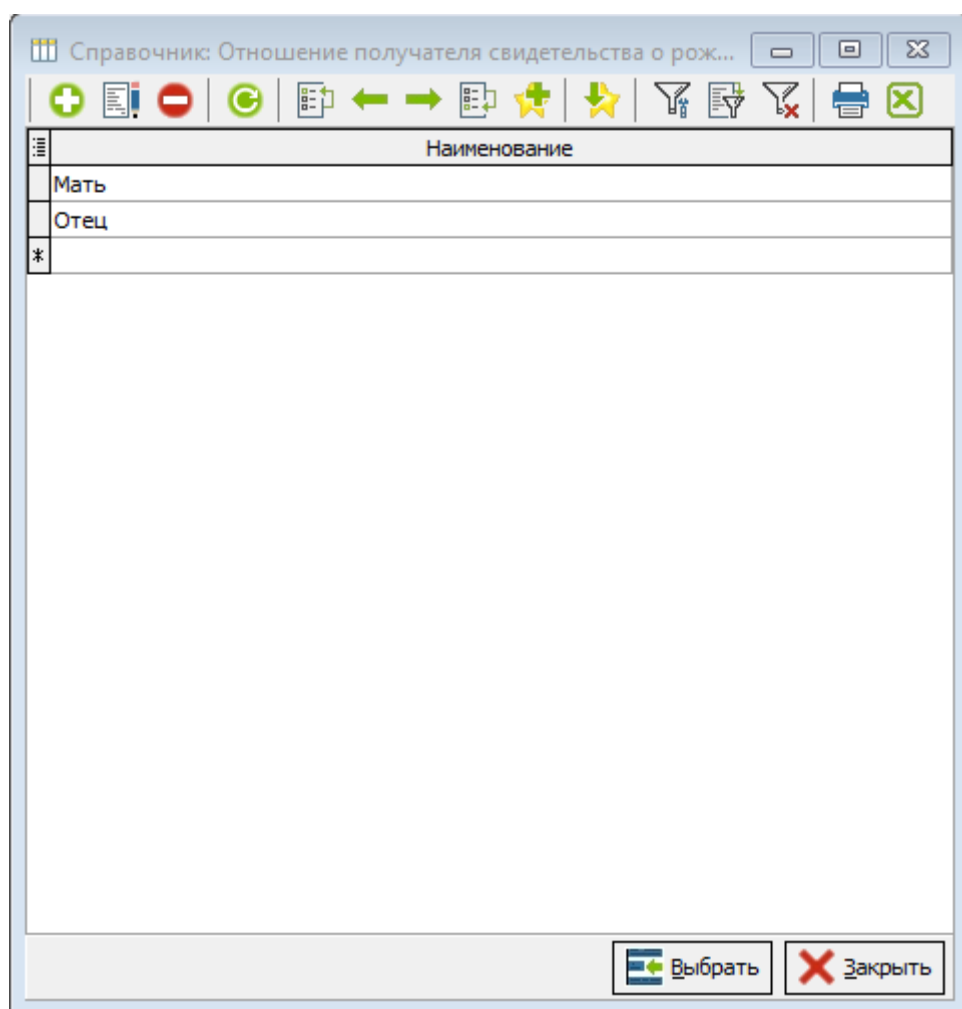 Справочник: Отношение получателя свидетельства о рож...
Наименование
Мать
Отец
*
Выбрать
Закрыть